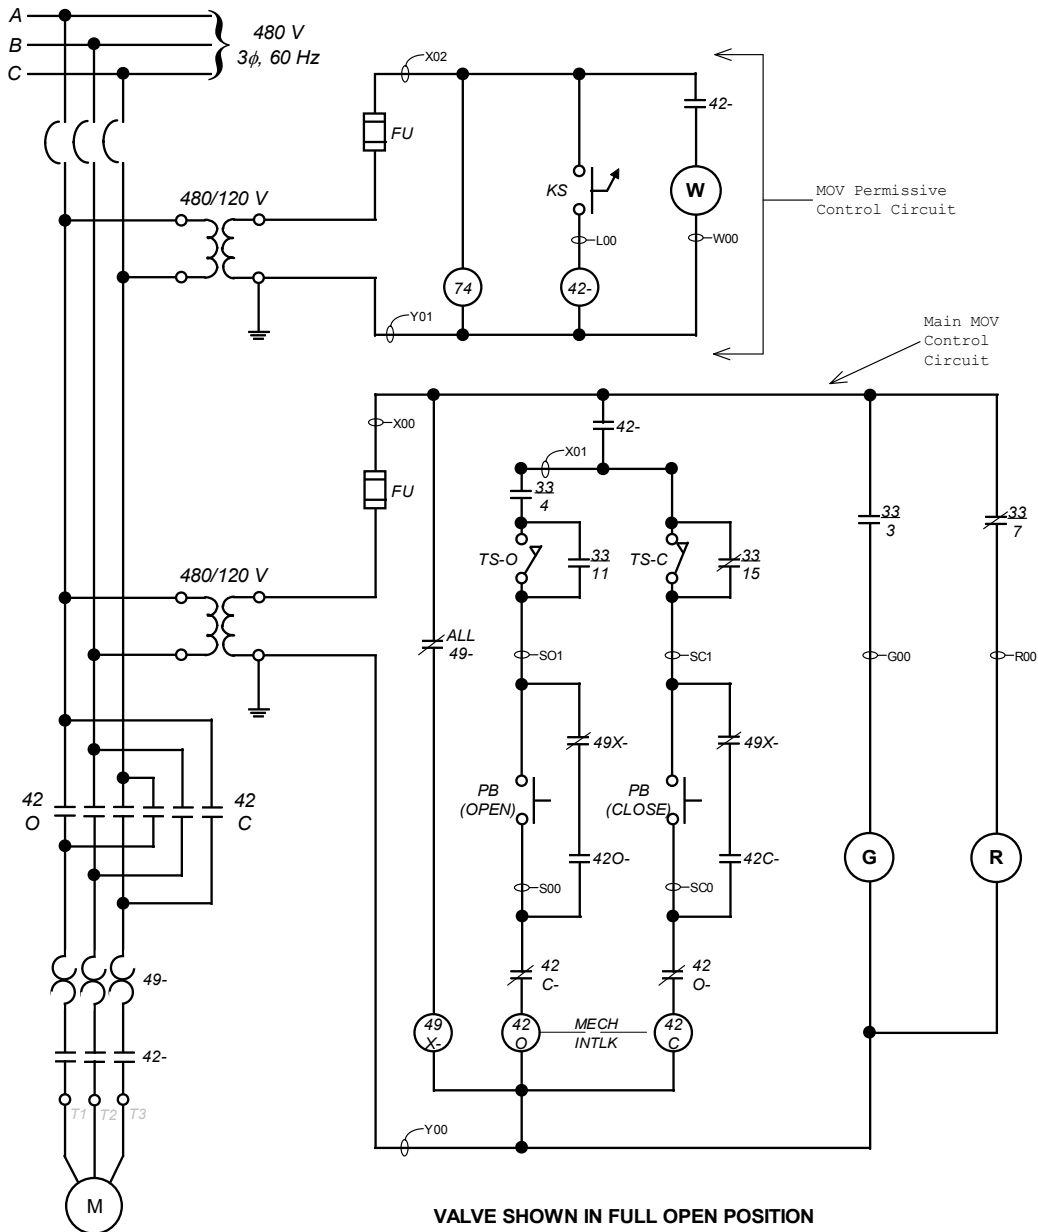 A
B
C
480 V
3ϕ, 60 Hz
X02
42-
FU
480/120 V
KS
W
MOV Permissive
Control Circuit
L00
W00
74
42-
Y01
Main MOV
Control
Circuit
X00
42-
X01
FU
33
4
33
3
33
7
TS-O
33
11
TS-C
33
15
480/120 V
ALL
49-
SO1
SC1
G00
R00
49X-
49X-
42
O
42
C
PB
(OPEN)
PB
(CLOSE)
42O-
42C-
G
R
S00
SC0
49-
42
C-
42
O-
49
X-
42
O
MECH
INTLK
42
C
42-
T1
T2
T3
Y00
M
VALVE SHOWN IN FULL OPEN POSITION